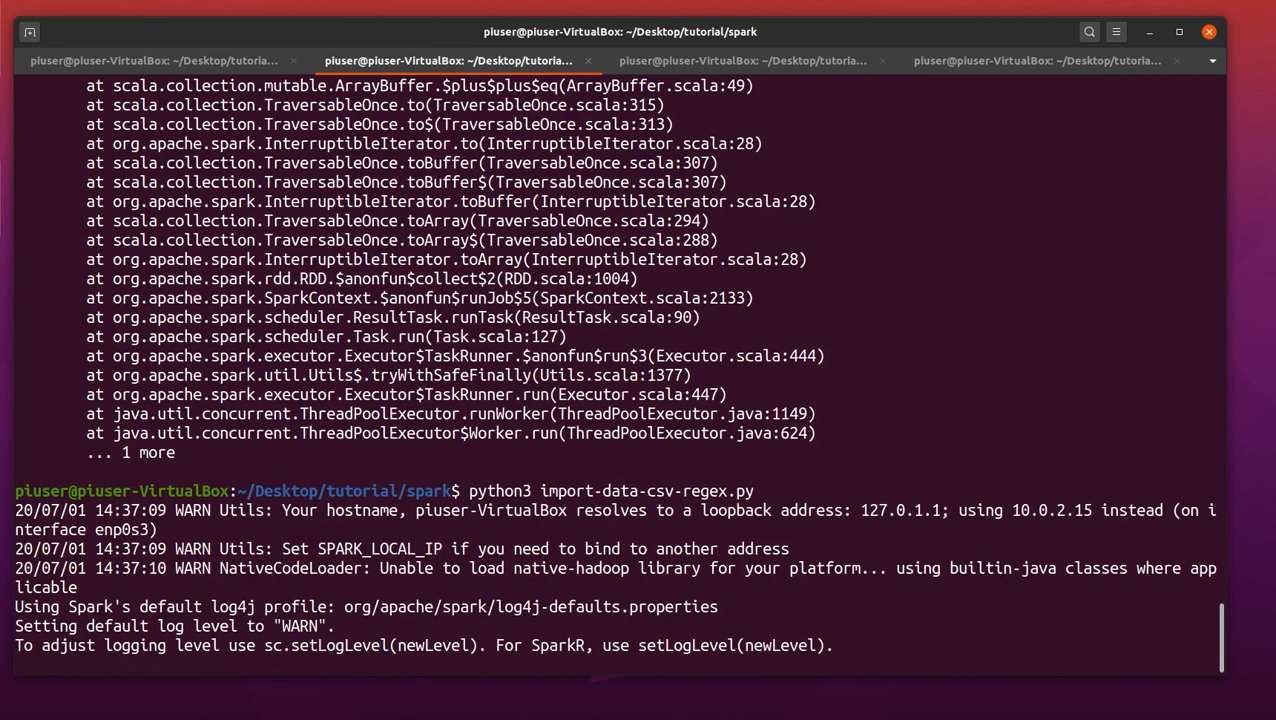 piuser@piuser-VirtualBox: ~/Desktop/tutorial/spark
piuser@piuser-VirtualBox: ~/Desktop/tutoria...
piuser@piuser-VirtualBox: ~/Desktop/tutoria...
piuser@piuser-VirtualBox: ~/Desktop/tutoria...
piuser@piuser-VirtualBox: ~/Desktop/tutoria...
at scala.collection.mutable.ArrayBuffer.$plus$plus$eq(ArrayBuffer.scala:49)
at scala.collection.TraversableOnce.to(TraversableOnce.scala:315)
at scala.collection.TraversableOnce.to$(TraversableOnce.scala:313)
at org.apache.spark.InterruptibleIterator.to(InterruptibleIterator.scala:28)
at scala.collection.TraversableOnce.toBuffer(TraversableOnce.scala:307)
at scala.collection.TraversableOnce.toBuffer$(TraversableOnce.scala:307)
at org.apache.spark.InterruptibleIterator.toBuffer(InterruptibleIterator.scala:28)
at scala.collection.TraversableOnce.toArray(TraversableOnce.scala:294)
at scala.collection.TraversableOnce.toArray$(TraversableOnce.scala:288)
at org.apache.spark.InterruptibleIterator.toArray(InterruptibleIterator.scala:28)
at org.apache.spark.rdd.RDD.$anonfun$collect$2(RDD.scala:1004)
at org.apache.spark.SparkContext.$anonfun$runJob$5(SparkContext.scala:2133)
at org.apache.spark.scheduler.ResultTask.runTask(ResultTask.scala:90)
at org.apache.spark.scheduler.Task.run(Task.scala:127)
at org.apache.spark.executor.Executor$TaskRunner.$anonfun$run$3(Executor.scala:444)
at org.apache.spark.util.Utils$.tryWithSafeFinally(Utils.scala:1377)
at org.apache.spark.executor.Executor$TaskRunner.run(Executor.scala:447)
at java.util.concurrent.ThreadPoolExecutor.runWorker(ThreadPoolExecutor.java:1149)
at java.util.concurrent.ThreadPoolExecutor$Worker.run(ThreadPoolExecutor.java:624)
... 1 more
piuser@piuser-VirtualBox:~/Desktop/tutorial/spark$ python3 import-data-csv-regex.py
20/07/01 14:37:09 WARN Utils: Your hostname, piuser-VirtualBox resolves to a loopback address: 127.0.1.1; using 10.0.2.15 instead (on i
nterface enp0s3)
20/07/01 14:37:09 WARN Utils: Set SPARK_LOCAL_IP if you need to bind to another address
20/07/01 14:37:10 WARN NativeCodeLoader: Unable to load native-hadoop library for your platform... using builtin-java classes where app
licable
Using Spark's default log4j profile: org/apache/spark/log4j-defaults.properties
Setting default log level to "WARN".
To adjust logging level use sc.setLogLevel(newLevel). For SparkR, use setLogLevel(newLevel).